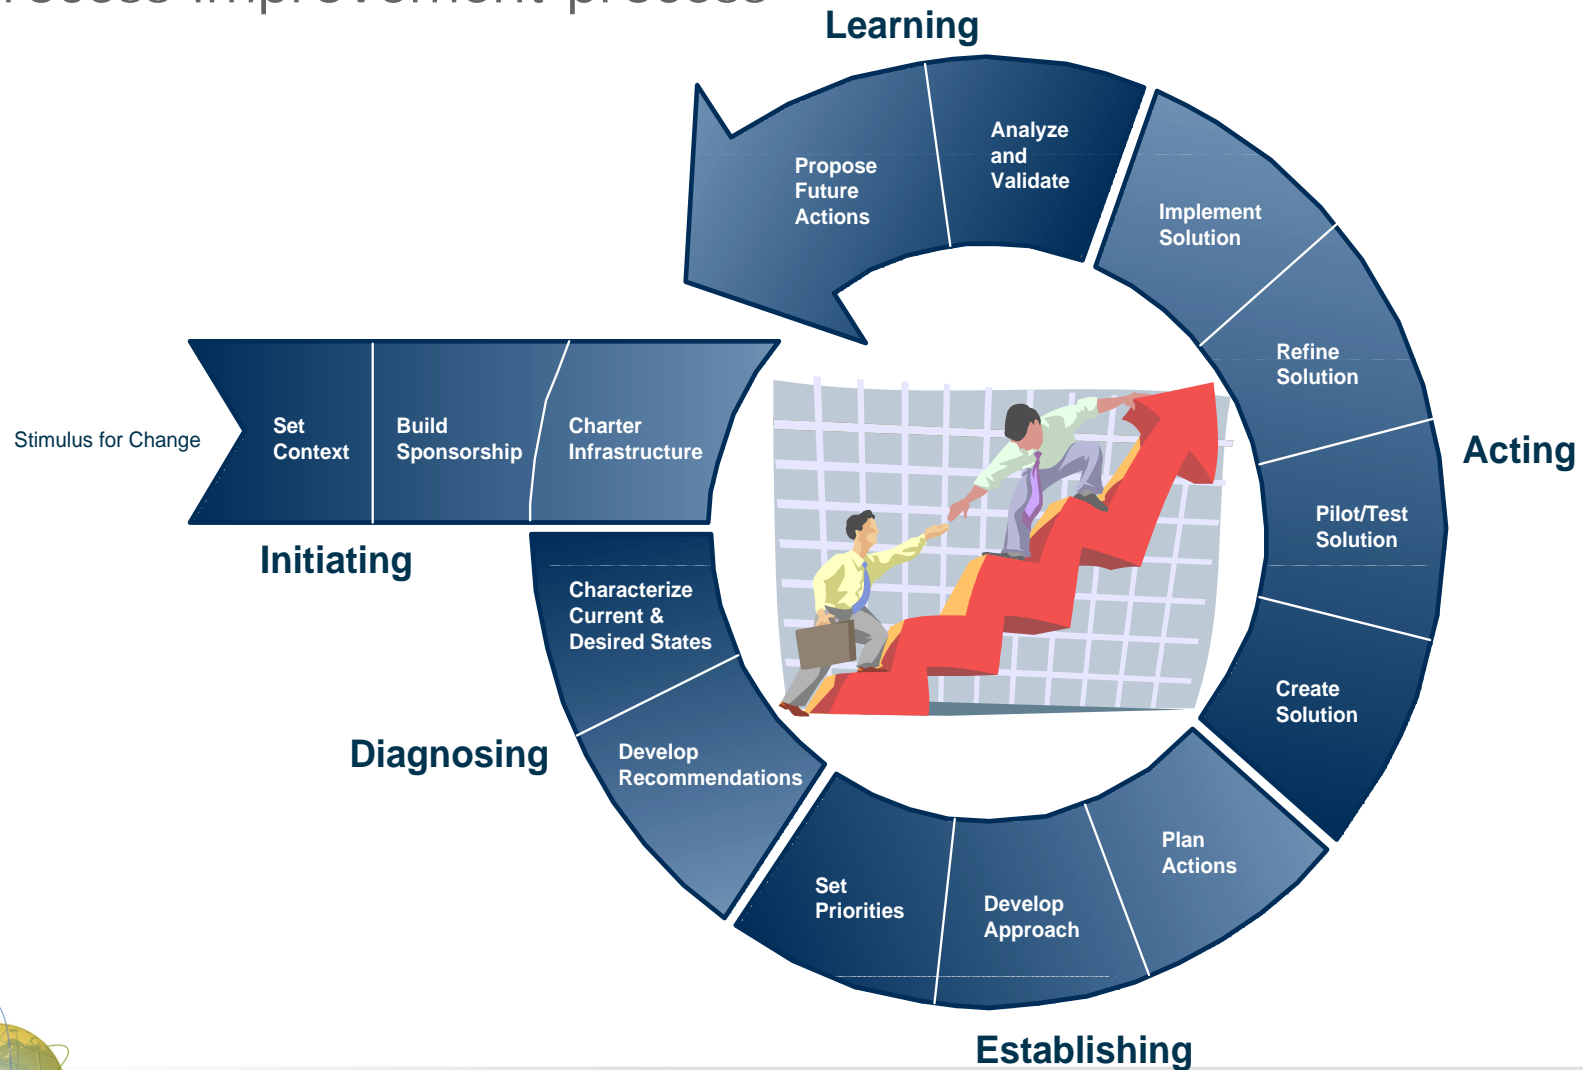 improvement process
Learning
Propose
Future
Actions
Analyze
and
Validate
Implement
Solution
Refine
Solution
Acting
Pilot/Test
Solution
Create
Solution
Stimulus for Change
Set
Context
Build
Sponsorship
Charter
Infrastructure
Initiating
Characterize
Current &
Desired States
Diagnosing
Develop
Recommendations
Set
Priorities
Develop
Approach
Plan
Actions
Establishing